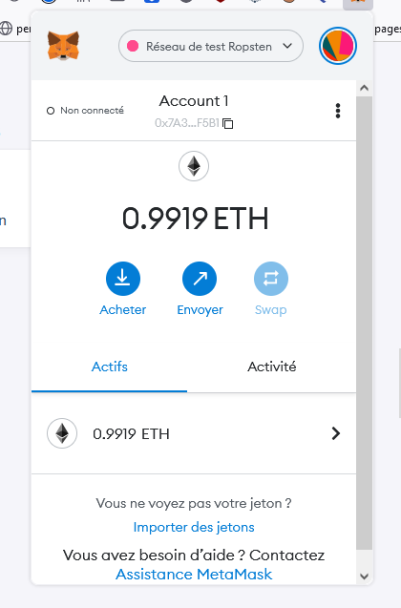 per
Réseau de test Ropsten
pages
Non connecté
Account 1
0x7A3...F5B1
0.9919 ETH
Acheter
Envoyer
Swap
Actifs
Activité
0.9919 ETH
Vous ne voyez pas votre jeton ?
Importer des jetons
Vous avez besoin d'aide ? Contactez
Assistance MetaMask
n